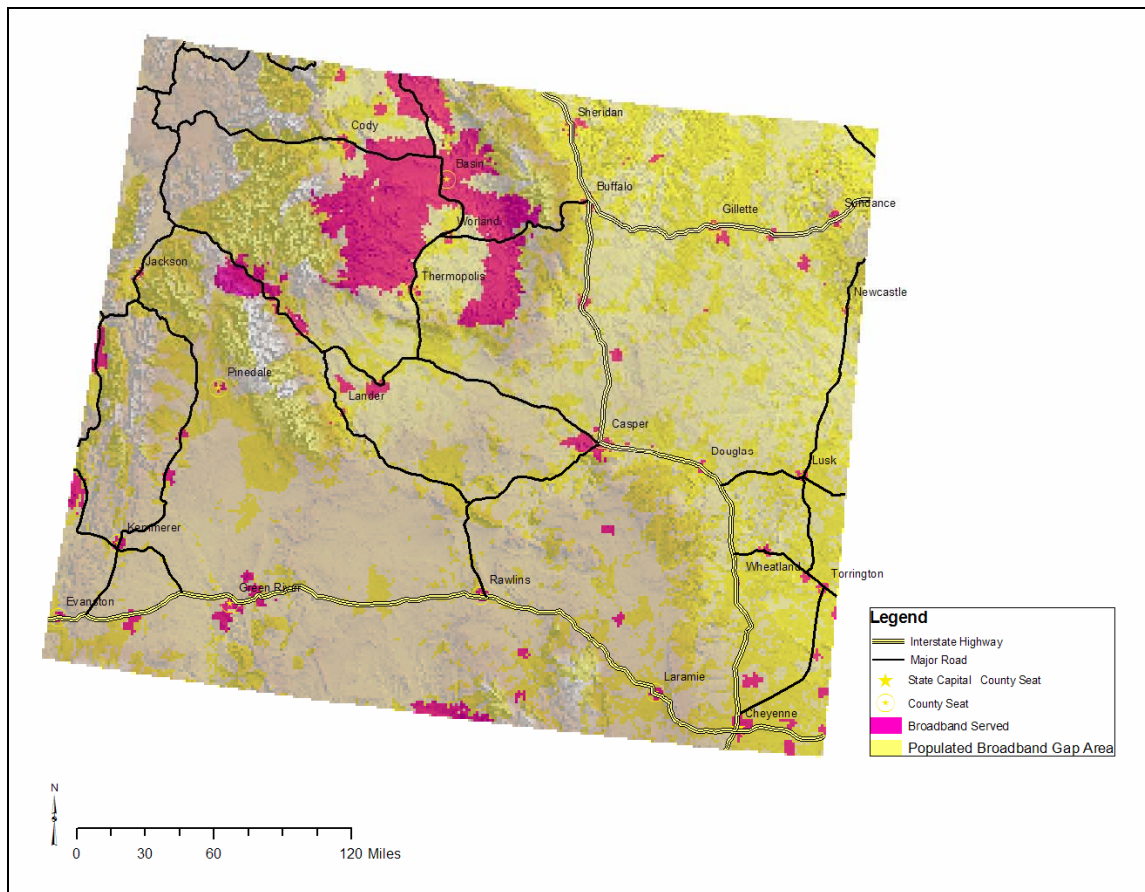 Sheridan
Cody
Basin
Buffalo
Gillette
Sundance
Worland
Jackson
Thermopolis
Newcastle
Pinedale
Lander
Casper
Douglas
Lusk
Kemmerer
Wheatland
Torrington
Green River
Rawlins
Evanston
Laramie
Cheyenne
Legend
Interstate Highway
Major Road
State Capital County Seat
County Seat
Broadband Served
Populated Broadband Gap Area
N
0 30 60 120 Miles